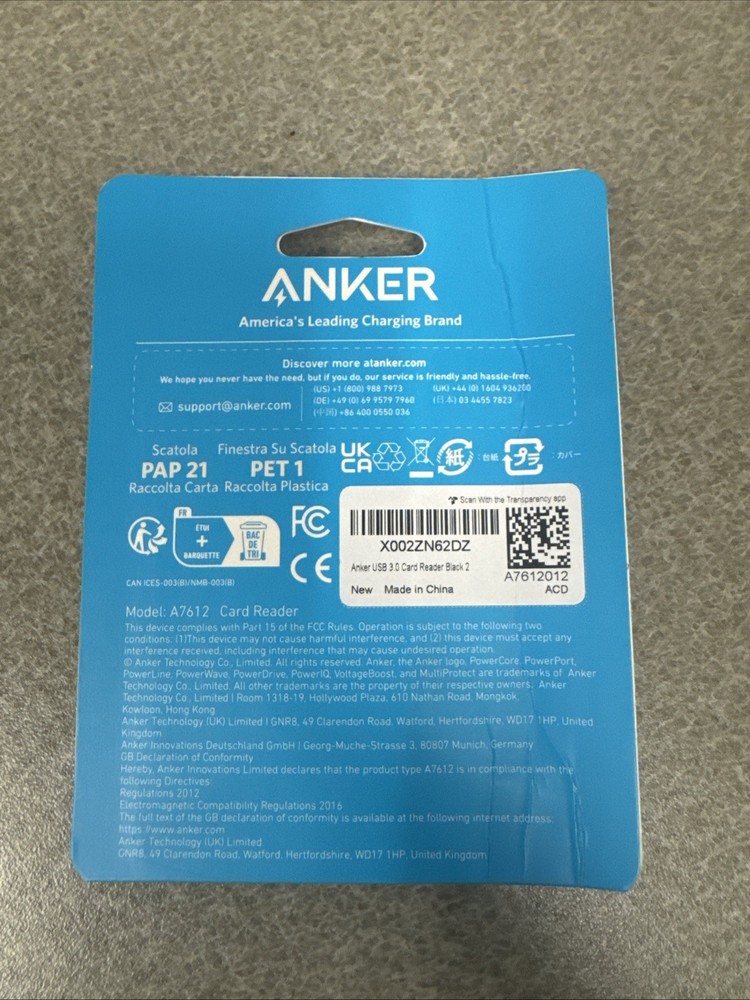 ANKER
America's Leading Charging Brand
Discover more atanker.com
We hope you never have the need, but if you do, our service is friendly and hassle-free.
support@anker.com
(US) +1 (800) 988 7973 (UK) +44 (0) 1604 936200
(DE) +49 (0) 69 9579 7960 (日本) 03 4455 7823
(中国) +86 400 0550 036
Scatola
PAP 21
Raccolta Carta
Finestra Su Scatola
PET 1
Raccolta Plastica
UK
CA
紙 : 台紙
プラ : カバー
FR
ÉTUI
+
BARQUETTE
BAC
DE
TRI
FC
CE
CAN ICES-003(B)/NMB-003(B)
Scan With the Transparency app
X002ZN62DZ
Anker USB 3.0 Card Reader Black 2
New Made in China
A7612012
ACD
Model: A7612 Card Reader
This device complies with Part 15 of the FCC Rules. Operation is subject to the following two
conditions: (1)This device may not cause harmful interference, and (2) this device must accept any
interference received, including interference that may cause undesired operation.
© Anker Technology Co., Limited. All rights reserved. Anker, the Anker logo, PowerCore, PowerPort,
PowerLine, PowerWave, PowerDrive, PowerIQ, VoltageBoost, and MultiProtect are trademarks of Anker
Technology Co., Limited. All other trademarks are the property of their respective owners. Anker
Technology Co., Limited | Room 1318-19, Hollywood Plaza, 610 Nathan Road, Mongkok,
Kowloon, Hong Kong
Anker Technology (UK) Limited | GNR8, 49 Clarendon Road, Watford, Hertfordshire, WD17 1HP, United
Kingdom
Anker Innovations Deutschland GmbH | Georg-Muche-Strasse 3, 80807 Munich, Germany
GB Declaration of Conformity
Hereby, Anker Innovations Limited declares that the product type A7612 is in compliance with the
following Directives:
Regulations 2012
Electromagnetic Compatibility Regulations 2016
The full text of the GB declaration of conformity is available at the following internet address:
https://www.anker.com
Anker Technology (UK) Limited
GNR8, 49 Clarendon Road, Watford, Hertfordshire, WD17 1HP, United Kingdom